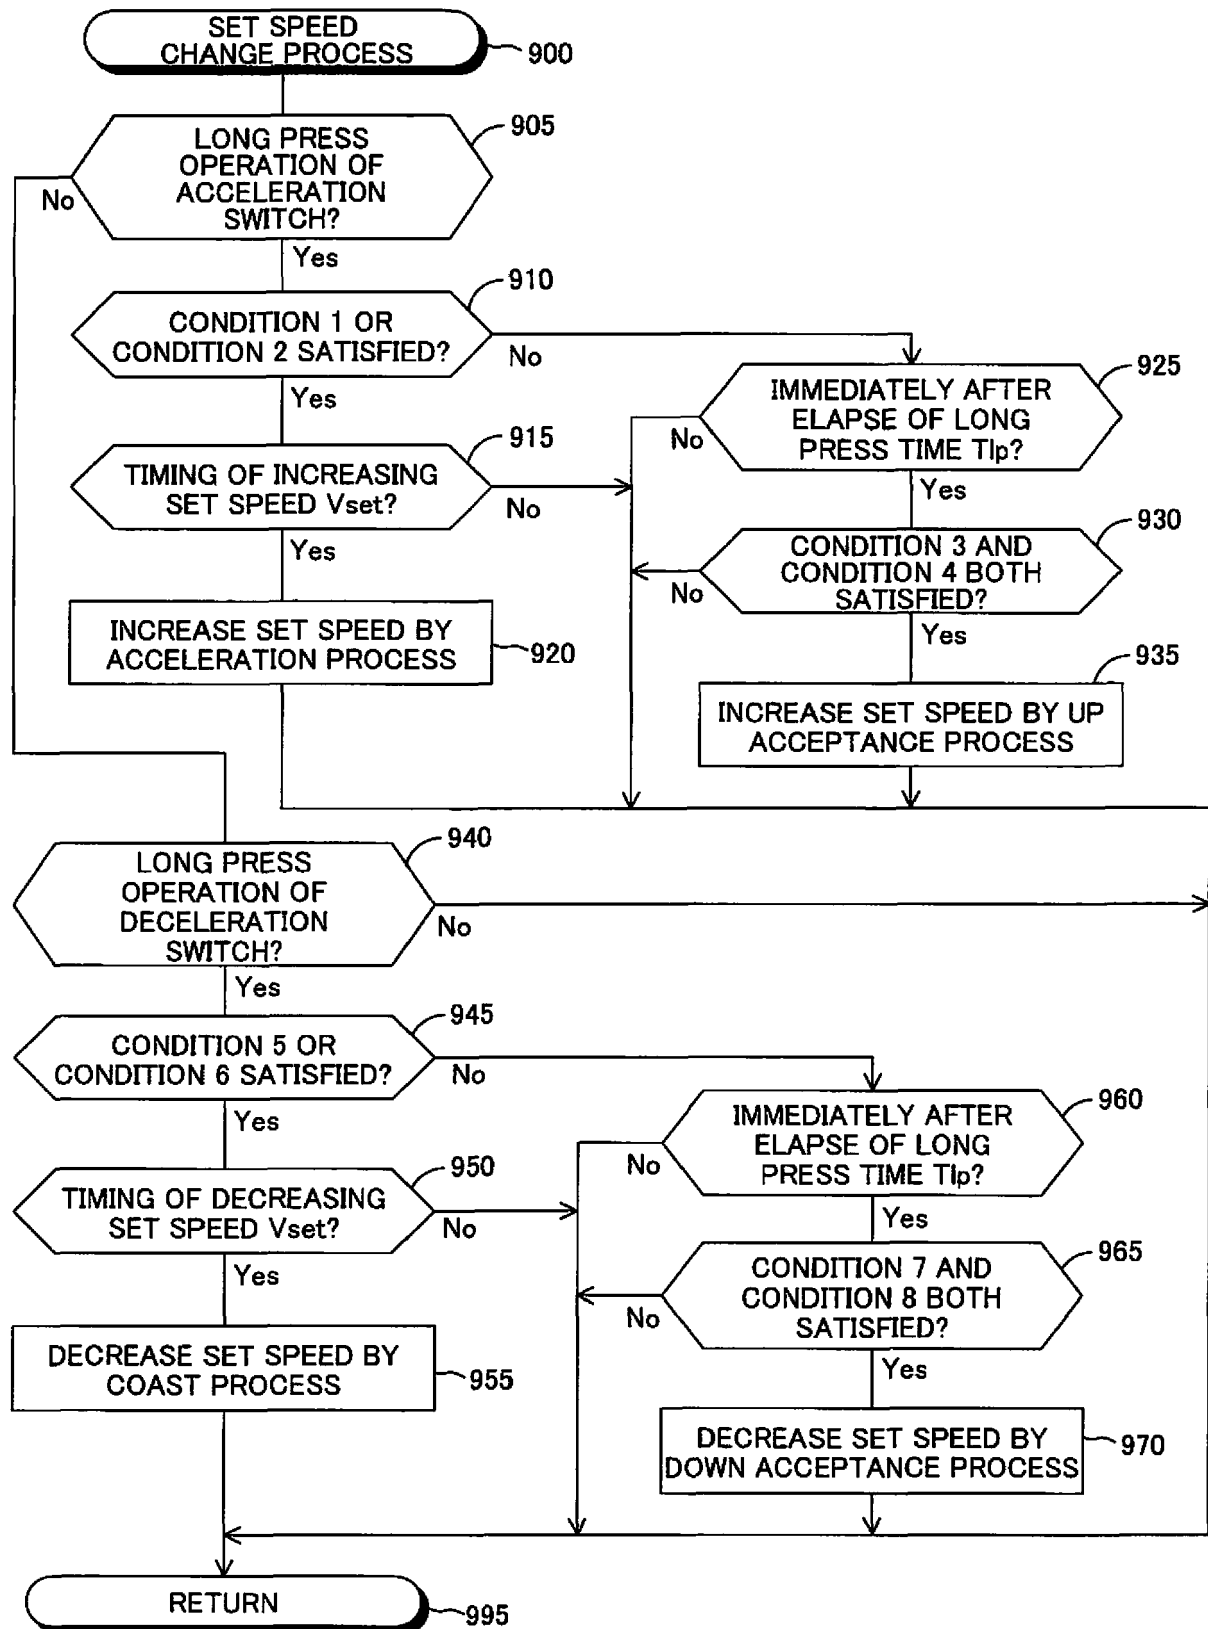 SET SPEED
CHANGE PROCESS
900
LONG PRESS
OPERATION OF
ACCELERATION
SWITCH?
905
No
Yes
CONDITION 1 OR
CONDITION 2 SATISFIED?
910
No
Yes
IMMEDIATELY AFTER
ELAPSE OF LONG
PRESS TIME Tlp?
925
No
Yes
TIMING OF INCREASING
SET SPEED Vset?
915
No
Yes
CONDITION 3 AND
CONDITION 4 BOTH
SATISFIED?
930
No
Yes
INCREASE SET SPEED BY
ACCELERATION PROCESS
920
INCREASE SET SPEED BY UP
ACCEPTANCE PROCESS
935
LONG PRESS
OPERATION OF
DECELERATION
SWITCH?
940
No
Yes
CONDITION 5 OR
CONDITION 6 SATISFIED?
945
No
Yes
IMMEDIATELY AFTER
ELAPSE OF LONG
PRESS TIME Tlp?
960
No
Yes
TIMING OF DECREASING
SET SPEED Vset?
950
No
Yes
CONDITION 7 AND
CONDITION 8 BOTH
SATISFIED?
965
No
Yes
DECREASE SET SPEED BY
COAST PROCESS
955
DECREASE SET SPEED BY
DOWN ACCEPTANCE PROCESS
970
RETURN
995